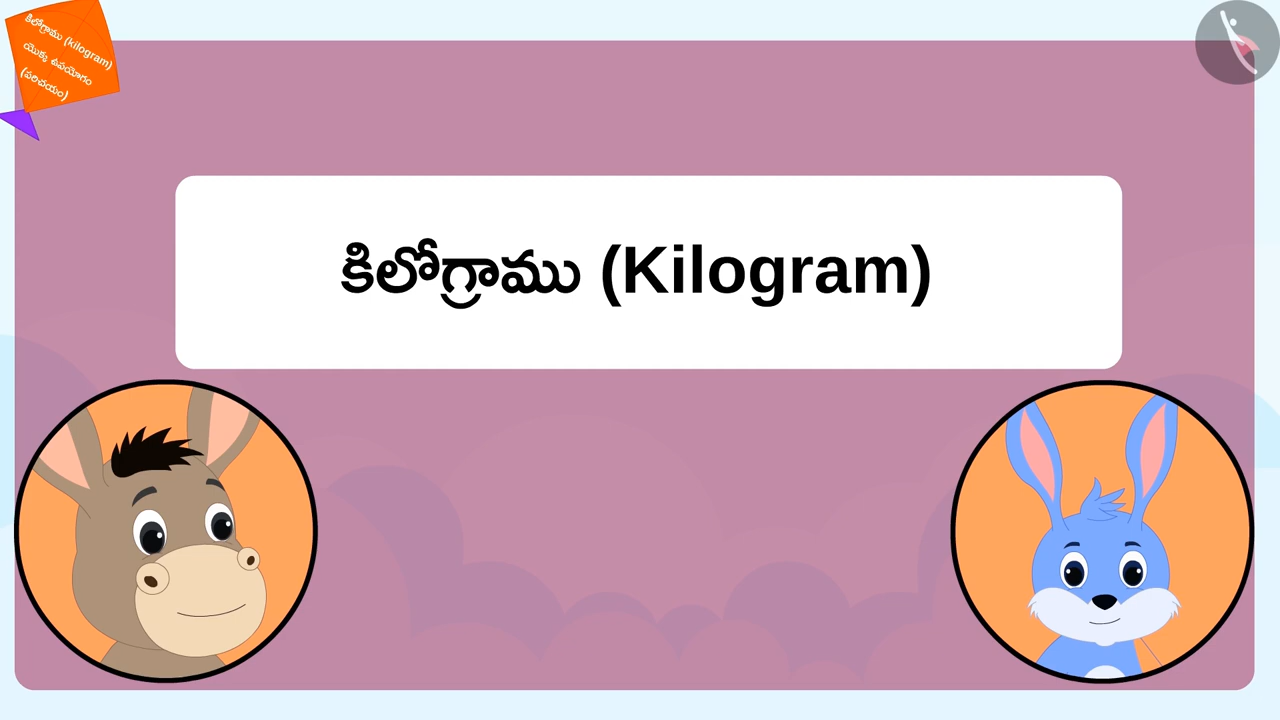 కిలోగ్రాము (kilogram)
యొక్క ఉపయోగం
(పరిచయం)
కిలోగ్రాము (Kilogram)